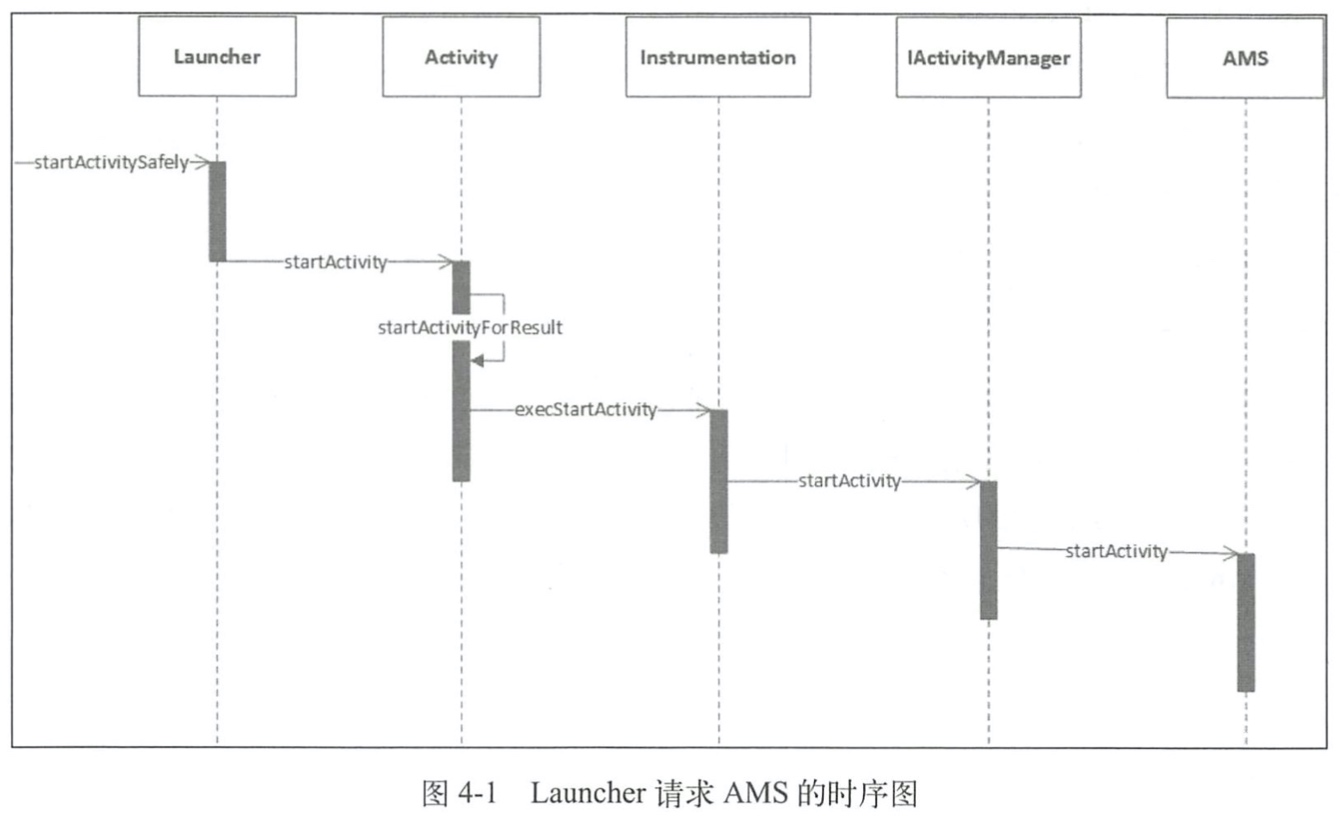 Launcher
Activity
Instrumentation
IActivityManager
AMS
startActivitySafely
startActivity
startActivityForResult
execStartActivity
startActivity
startActivity
图 4-1 Launcher 请求 AMS 的时序图